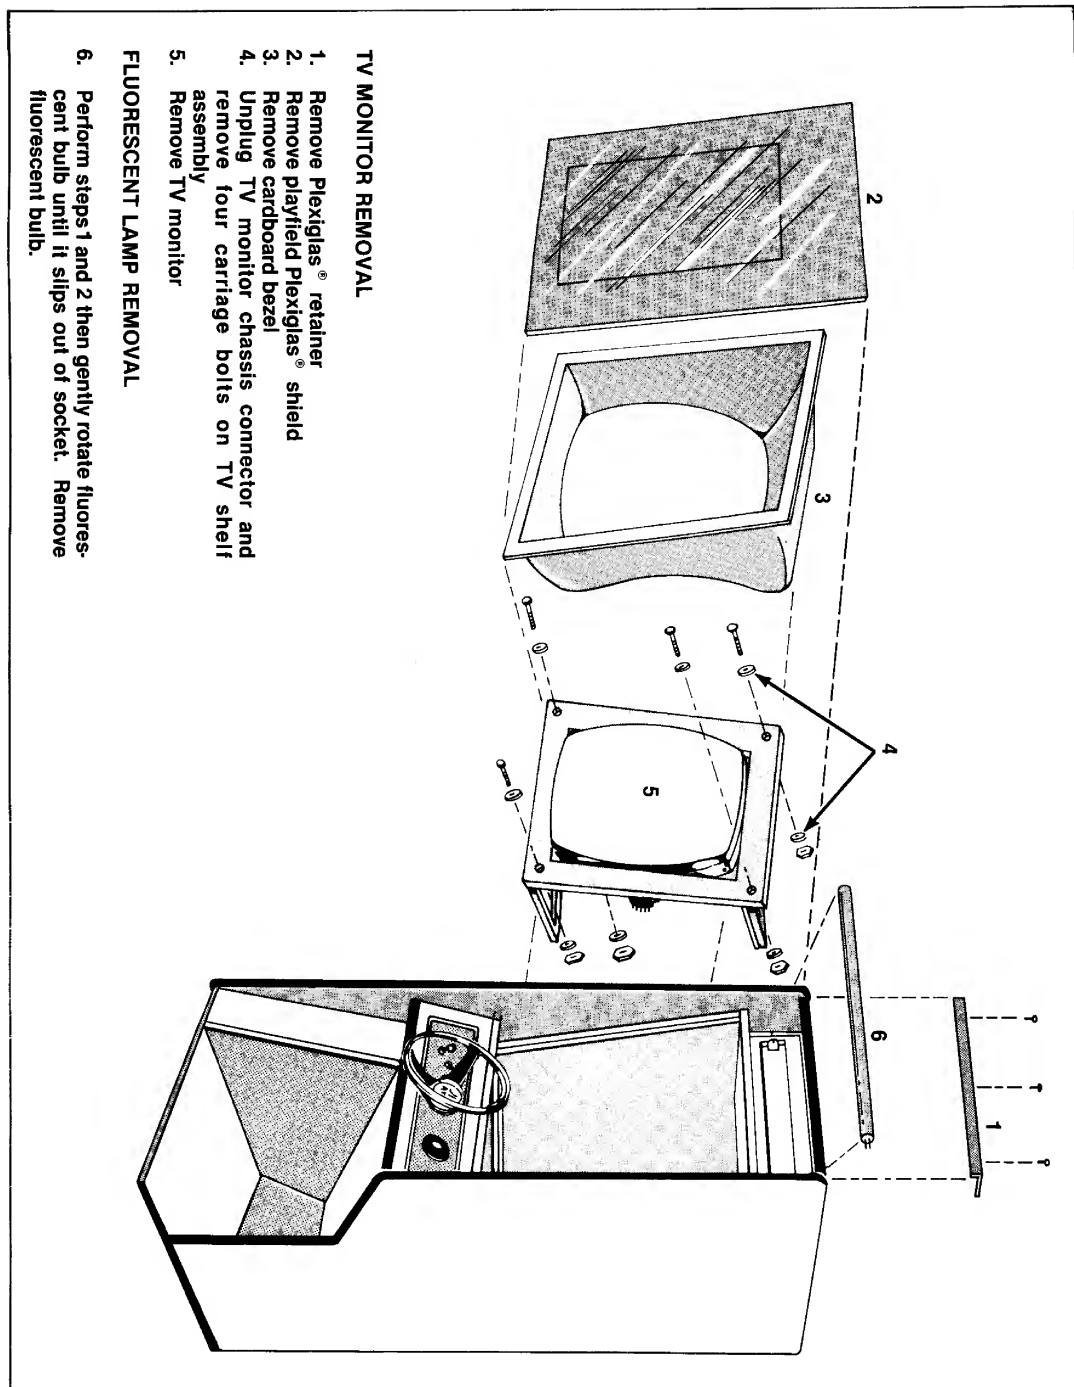 TV MONITOR REMOVAL
1. Remove Plexiglas® retainer
2. Remove playfield Plexiglas® shield
3. Remove cardboard bezel
4. Unplug TV monitor chassis connector and
remove four carriage bolts on TV shelf
assembly
5. Remove TV monitor
FLUORESCENT LAMP REMOVAL
6. Perform steps 1 and 2 then gently rotate fluores-
cent bulb until it slips out of socket. Remove
fluorescent bulb.
2
3
4
5
6
1